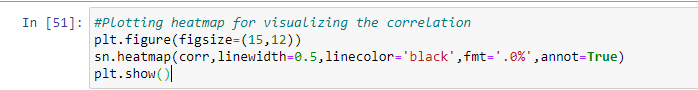 In [51]: #Plotting heatmap for visualizing the correlation
plt.figure(figsize=(15,12))
sn.heatmap(corr,linewidth=0.5,linecolor='black',fmt='.0%',annot=True)
plt.show()